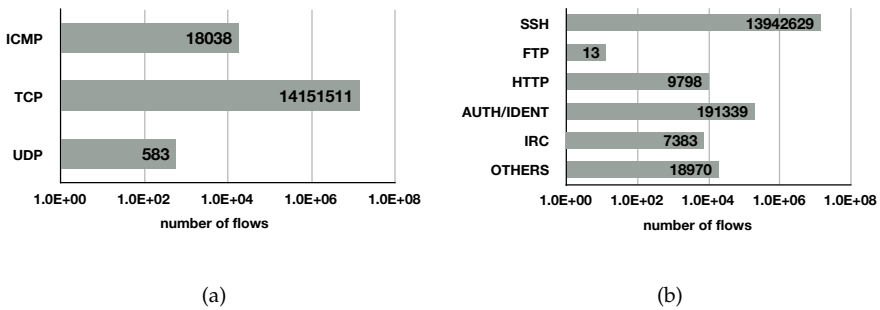 ICMP 18038
TCP 14151511
UDP 583
1.0E+00 1.0E+02 1.0E+04 1.0E+06 1.0E+08
number of flows
(a)
SSH 13942629
FTP 13
HTTP 9798
AUTH/IDENT 191339
IRC 7383
OTHERS 18970
1.0E+00 1.0E+02 1.0E+04 1.0E+06 1.0E+08
number of flows
(b)